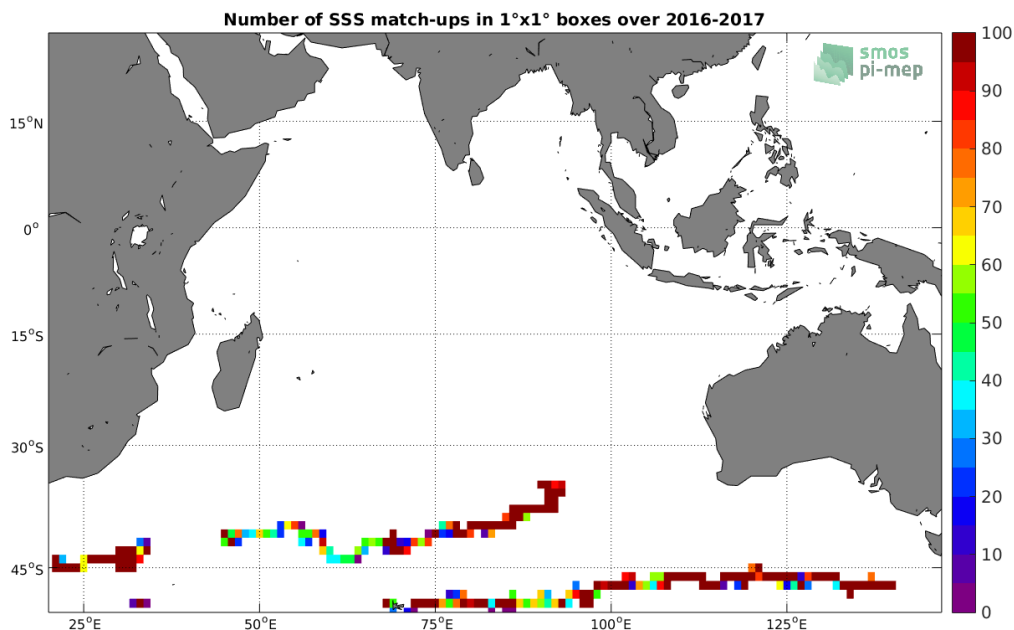 Number of SSS match-ups in 1°x1° boxes over 2016-2017
smos
pi-mep
100
90
80
70
60
50
40
30
20
10
0
15°N
0°
15°S
30°S
45°S
25°E
50°E
75°E
100°E
125°E